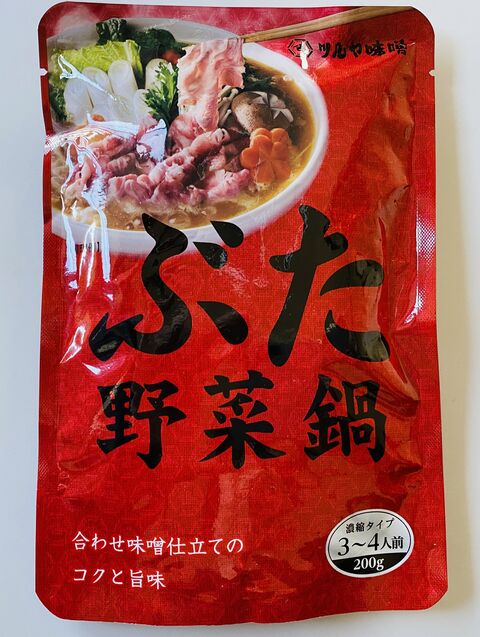 ツルヤ味噌
ぶた
野菜鍋
合わせ味噌仕立ての
コクと旨味
濃縮タイプ
3〜4人前
200g